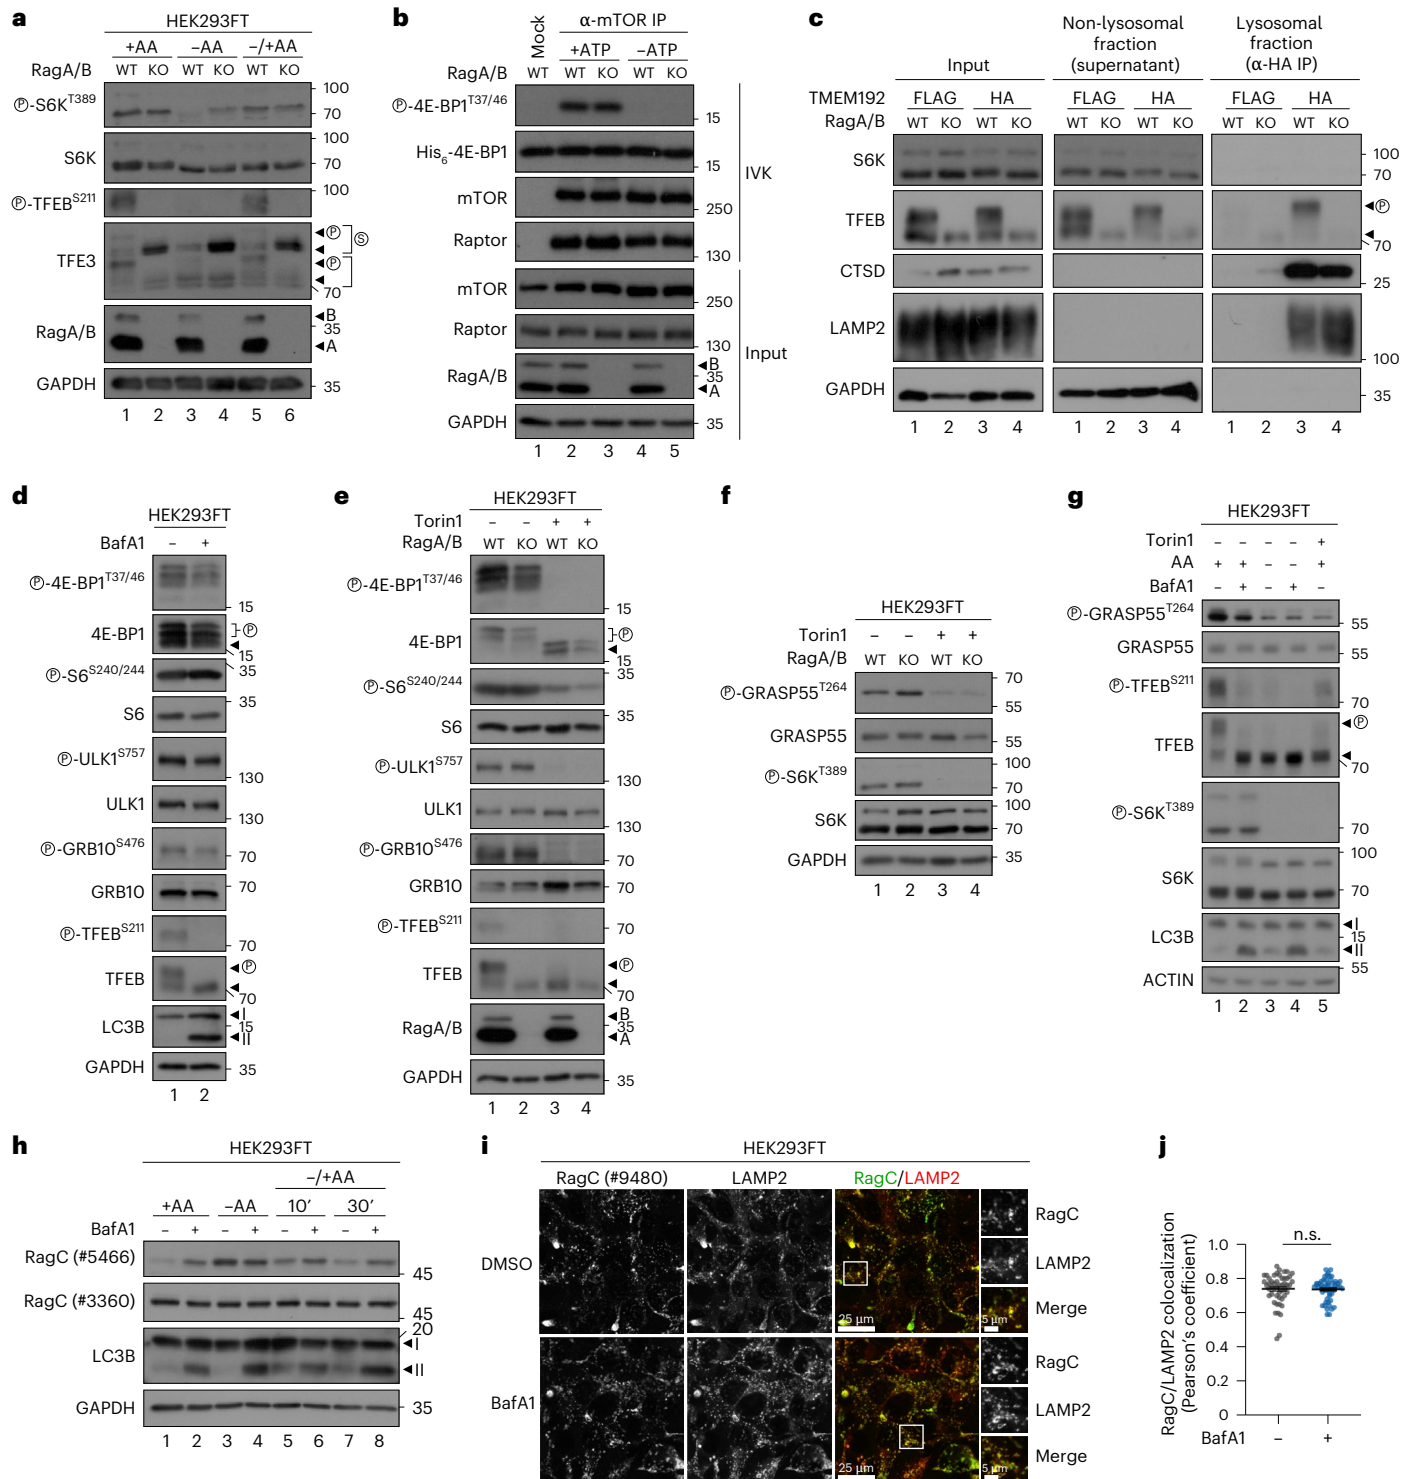 a
HEK293FT
+AA −AA −/+AA
RagA/B WT KO WT KO WT KO
Ⓟ-S6K^T389 100 70
S6K 100 70
Ⓟ-TFEB^S211 100
TFE3 Ⓟ Ⓢ Ⓟ 70
RagA/B B 35 A
GAPDH 35
1 2 3 4 5 6
b
Mock α-mTOR IP
+ATP −ATP
RagA/B WT WT KO WT KO
Ⓟ-4E-BP1^T37/46 15
His₆-4E-BP1 15
IVK
mTOR 250
Raptor 130
mTOR 250
Raptor 130
Input
RagA/B B 35 A
GAPDH 35
1 2 3 4 5
c
Input
Non-lysosomal fraction (supernatant)
Lysosomal fraction (α-HA IP)
TMEM192 FLAG HA FLAG HA FLAG HA
RagA/B WT KO WT KO WT KO WT KO WT KO WT KO
S6K 100 70
TFEB Ⓟ 70
CTSD 25
LAMP2 100
GAPDH 35
1 2 3 4 1 2 3 4 1 2 3 4
d
HEK293FT
BafA1 − +
Ⓟ-4E-BP1^T37/46 15
4E-BP1 Ⓟ 15
Ⓟ-S6^S240/244 35
S6 35
Ⓟ-ULK1^S757 130
ULK1 130
Ⓟ-GRB10^S476 70
GRB10 70
Ⓟ-TFEB^S211 70
TFEB Ⓟ 70
LC3B I 15 II
GAPDH 35
1 2
e
HEK293FT
Torin1 − − + +
RagA/B WT KO WT KO
Ⓟ-4E-BP1^T37/46 15
4E-BP1 Ⓟ 15
Ⓟ-S6^S240/244 35
S6 35
Ⓟ-ULK1^S757 130
ULK1 130
Ⓟ-GRB10^S476 70
GRB10 70
Ⓟ-TFEB^S211 70
TFEB Ⓟ 70
RagA/B B 35 A
GAPDH 35
1 2 3 4
f
HEK293FT
Torin1 − − + +
RagA/B WT KO WT KO
Ⓟ-GRASP55^T264 70 55
GRASP55 55
Ⓟ-S6K^T389 100 70
S6K 100 70
GAPDH 35
1 2 3 4
g
HEK293FT
Torin1 − − − − +
AA + + − − +
BafA1 − + − + −
Ⓟ-GRASP55^T264 55
GRASP55 55
Ⓟ-TFEB^S211 70
TFEB Ⓟ 70
Ⓟ-S6K^T389 70
S6K 100 70
LC3B I 15 II
ACTIN 55
1 2 3 4 5
h
HEK293FT
−/+AA
+AA −AA 10′ 30′
BafA1 − + − + − + − +
RagC (#5466) 45
RagC (#3360) 45
LC3B 20 I II
GAPDH 35
1 2 3 4 5 6 7 8
i
HEK293FT
RagC (#9480) LAMP2 RagC/LAMP2
DMSO
RagC
LAMP2
Merge
25 µm 5 µm
BafA1
RagC
LAMP2
Merge
25 µm 5 µm
j
RagC/LAMP2 colocalization
(Pearson's coefficient)
n.s.
1.0
0.8
0.6
0.4
0.2
0
BafA1 − +